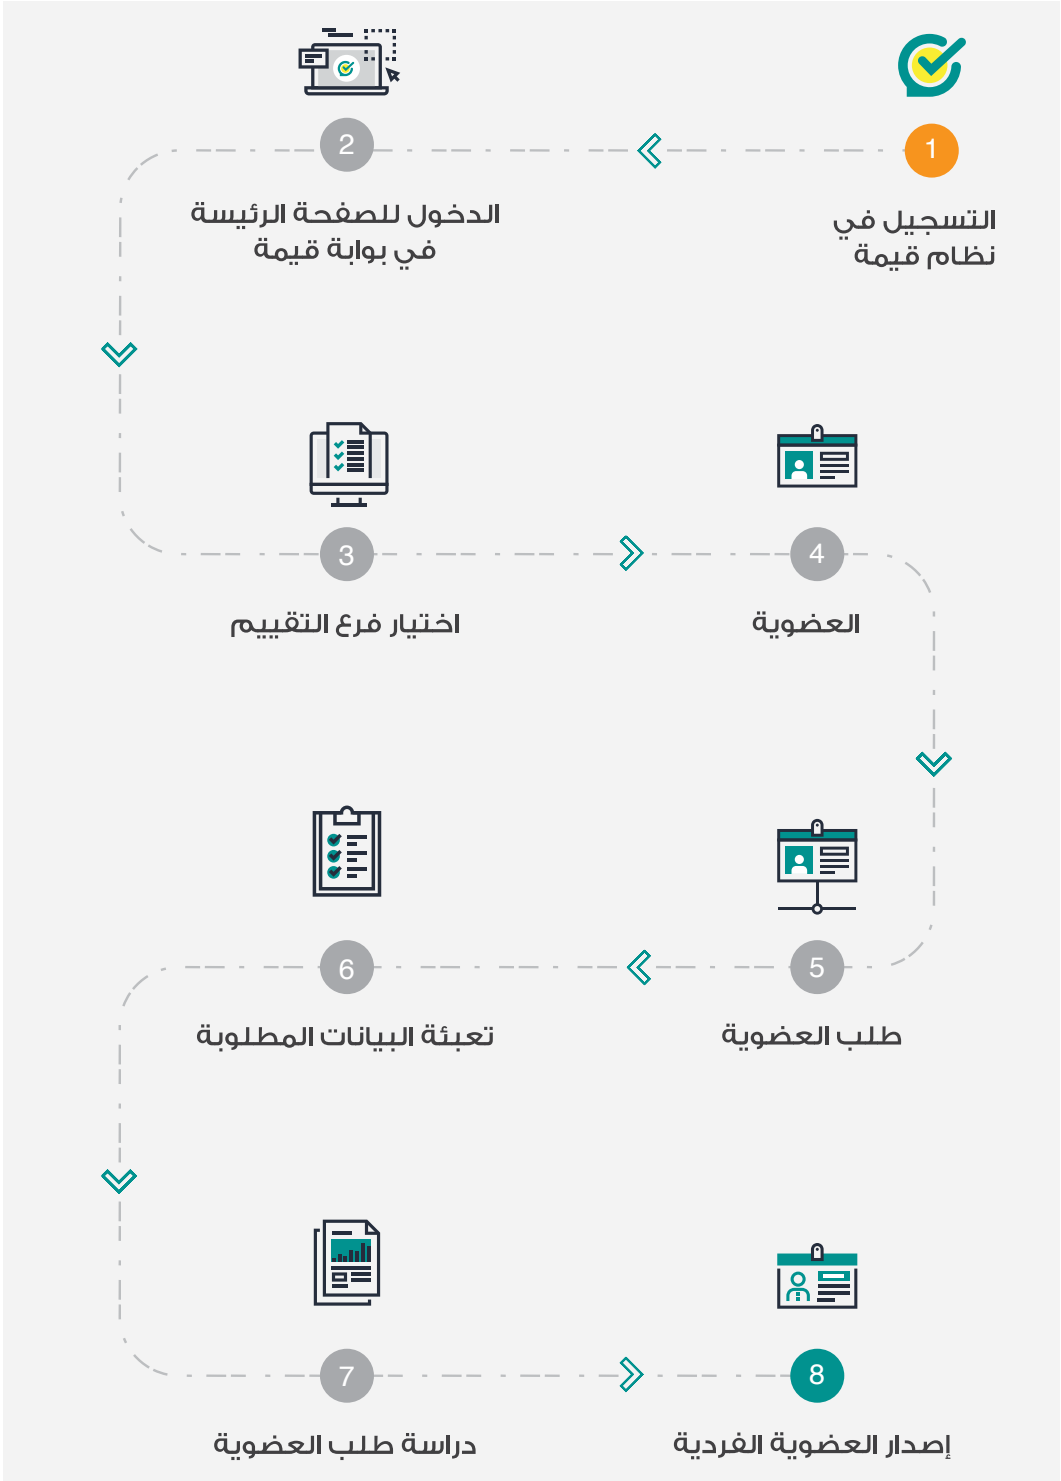 1
التسجيل في
نظام قيمة
2
الدخول للصفحة الرئيسة
في بوابة قيمة
3
اختيار فرع التقييم
4
العضوية
5
طلب العضوية
6
تعبئة البيانات المطلوبة
7
دراسة طلب العضوية
8
إصدار العضوية الفردية